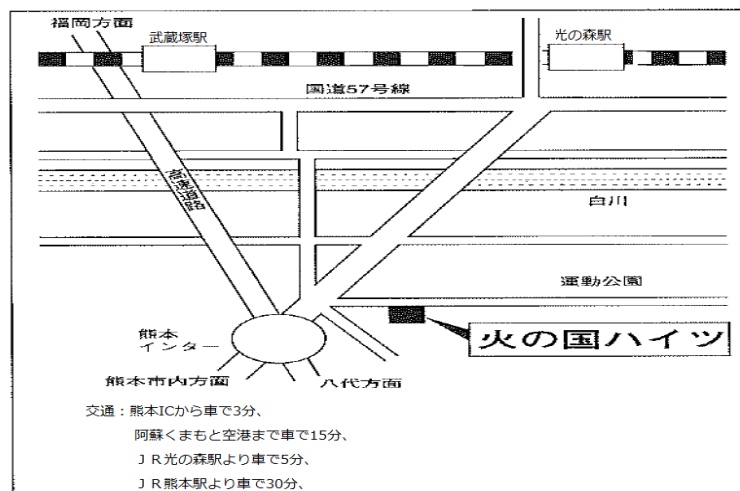 福岡方面
武蔵塚駅
光の森駅
国道57号線
高速道路
白川
運動公園
熊本
インター
火の国ハイツ
熊本市内方面
八代方面
交通：熊本ICから車で3分、
阿蘇くまもと空港まで車で15分、
ＪＲ光の森駅より車で5分、
ＪＲ熊本駅より車で30分、